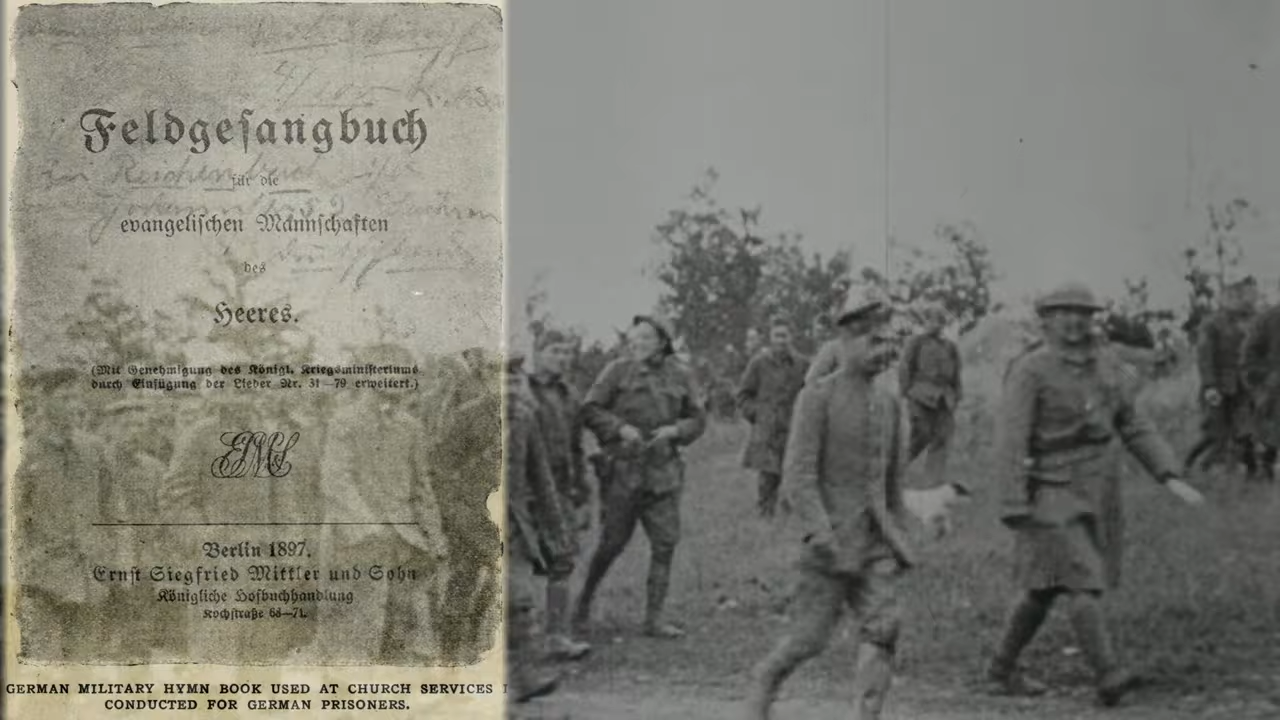 Feldgesangbuch
für die
evangelischen Mannschaften
des
Heeres.
(Mit Genehmigung des Königl. Kriegsministeriums
durch Einfügung der Lieder Nr. 31—79 erweitert.)
Berlin 1897.
Ernst Siegfried Mittler und Sohn
Königliche Hofbuchhandlung
Kochstraße 68—71.
GERMAN MILITARY HYMN BOOK USED AT CHURCH SERVICES I
CONDUCTED FOR GERMAN PRISONERS.